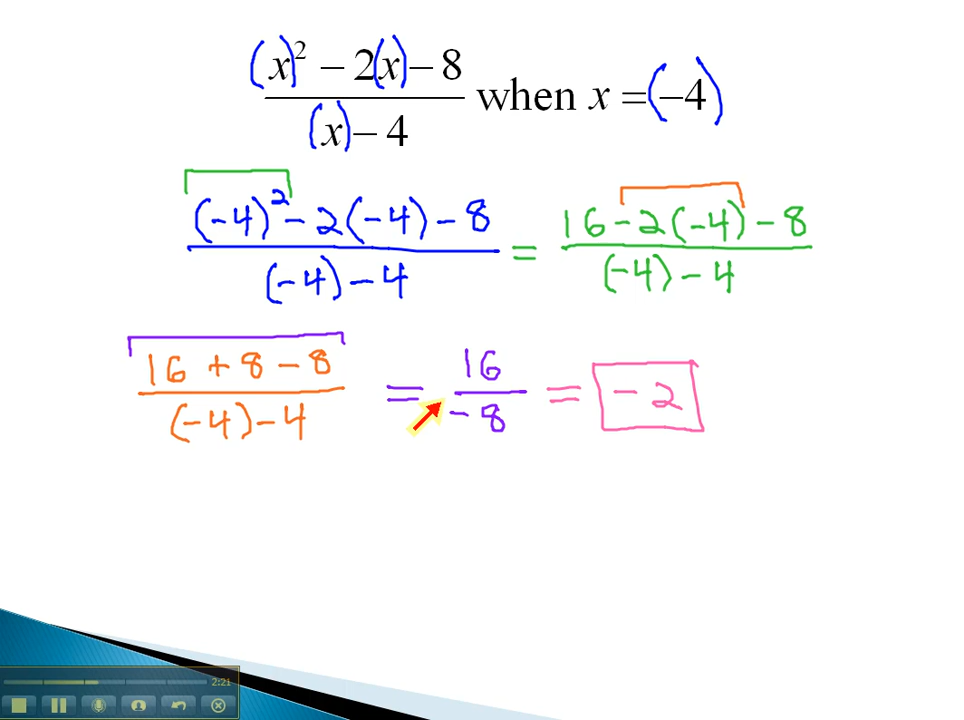 (x)² − 2(x) − 8
(x) − 4
when x = (−4)
(−4)² − 2(−4) − 8
(−4) − 4
=
16 − 2(−4) − 8
(−4) − 4
16 + 8 − 8
(−4) − 4
=
16
−8
= −2
2:21